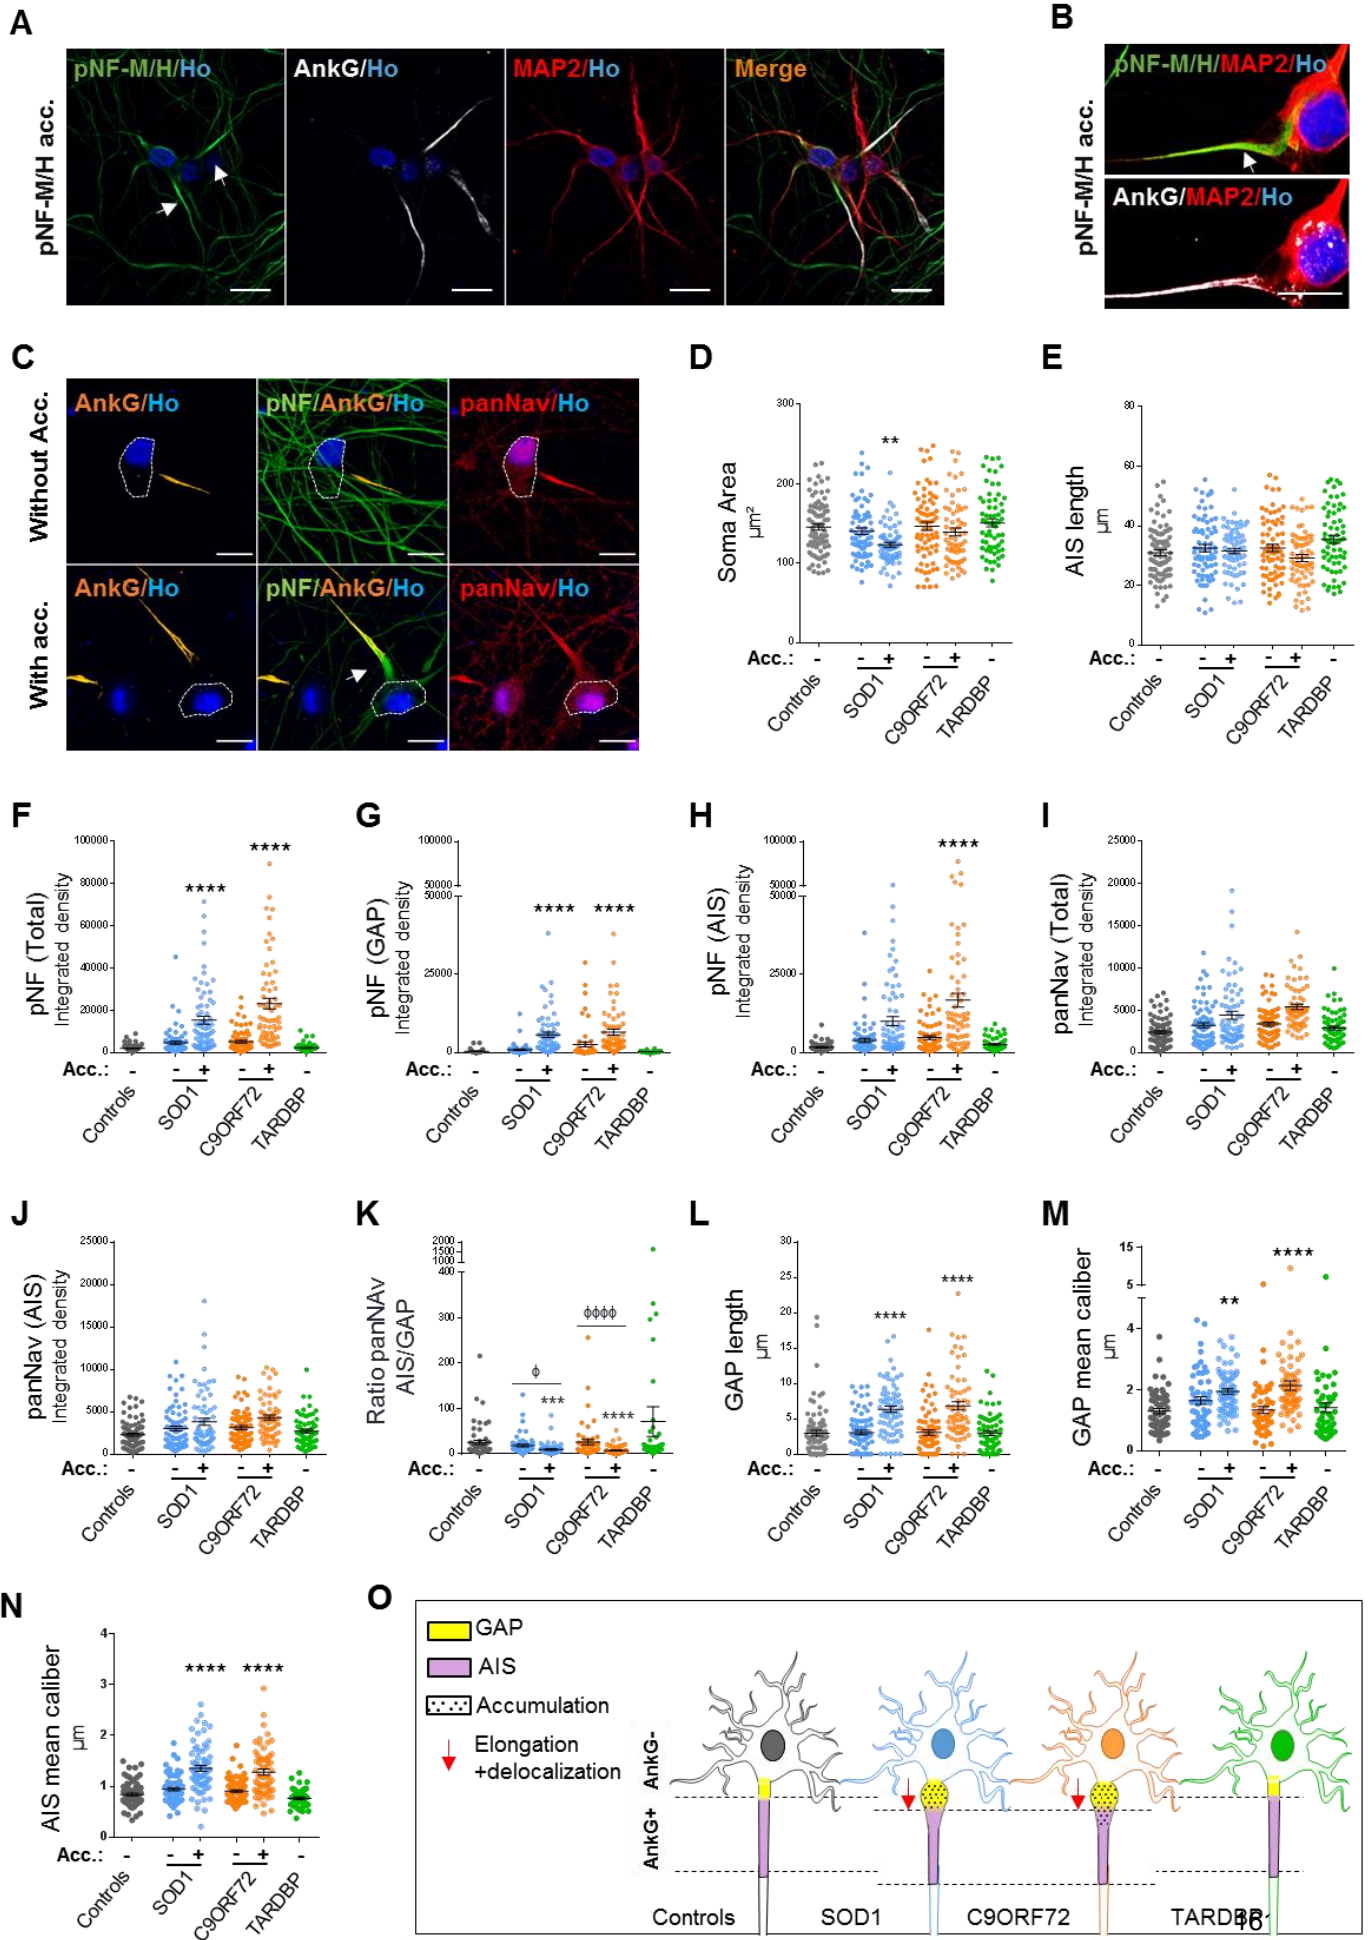 A
B
pNF-M/H acc.
pNF-M/H/Ho
AnkG/Ho
MAP2/Ho
Merge
pNF-M/H acc.
pNF-M/H/MAP2/Ho
AnkG/MAP2/Ho
C
Without Acc.
AnkG/Ho
pNF/AnkG/Ho
panNav/Ho
With acc.
AnkG/Ho
pNF/AnkG/Ho
panNav/Ho
D
Soma Area
µm²
300
200
100
0
**
Acc.: - - + - + -
Controls
SOD1
C9ORF72
TARDBP
E
AIS length
µm
80
60
40
20
0
Acc.: - - + - + -
Controls
SOD1
C9ORF72
TARDBP
F
pNF (Total)
Integrated density
100000
80000
60000
40000
20000
0
****
****
Acc.: - - + - + -
Controls
SOD1
C9ORF72
TARDBP
G
pNF (GAP)
Integrated density
100000
50000
50000
25000
0
****
****
Acc.: - - + - + -
Controls
SOD1
C9ORF72
TARDBP
H
pNF (AIS)
Integrated density
100000
50000
50000
25000
0
****
Acc.: - - + - + -
Controls
SOD1
C9ORF72
TARDBP
I
panNav (Total)
Integrated density
25000
20000
15000
10000
5000
0
Acc.: - - + - + -
Controls
SOD1
C9ORF72
TARDBP
J
panNav (AIS)
Integrated density
25000
20000
15000
10000
5000
0
Acc.: - - + - + -
Controls
SOD1
C9ORF72
TARDBP
K
Ratio panNAv
AIS/GAP
2000
1500
1000
400
300
200
100
0
ϕ
***
ϕϕϕϕ
****
Acc.: - - + - + -
Controls
SOD1
C9ORF72
TARDBP
L
GAP length
µm
30
25
20
15
10
5
0
****
****
Acc.: - - + - + -
Controls
SOD1
C9ORF72
TARDBP
M
GAP mean caliber
µm
15
5
4
2
0
**
****
Acc.: - - + - + -
Controls
SOD1
C9ORF72
TARDBP
N
AIS mean caliber
µm
4
3
2
1
0
****
****
Acc.: - - + - + -
Controls
SOD1
C9ORF72
TARDBP
O
GAP
AIS
Accumulation
Elongation
+delocalization
AnkG-
AnkG+
Controls
SOD1
C9ORF72
TARDBP
16